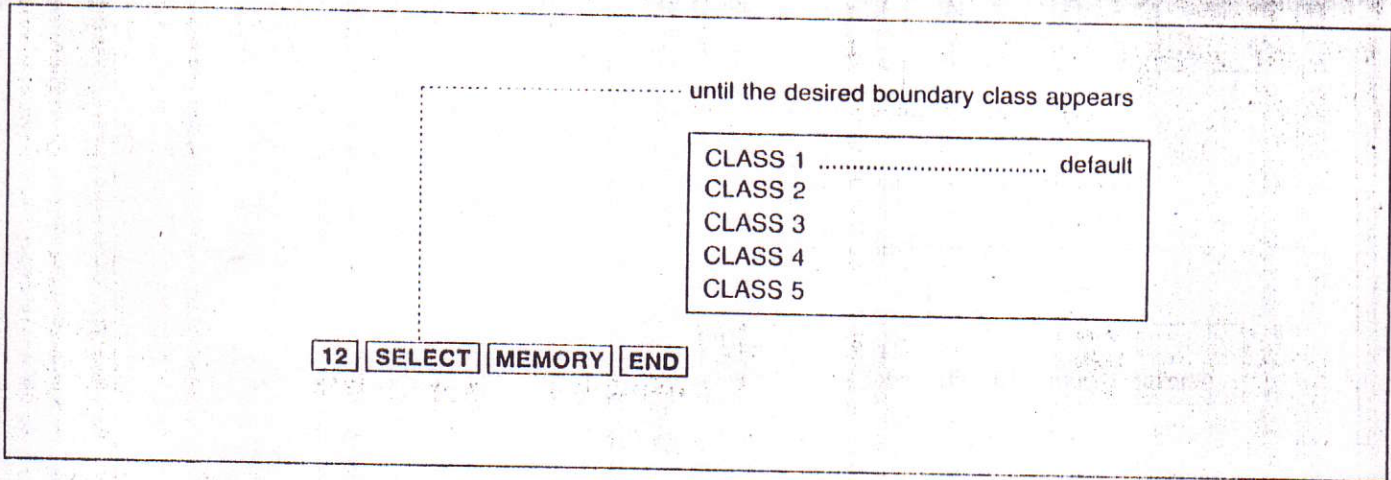 until the desired boundary class appears
CLASS 1 ................................. default
CLASS 2
CLASS 3
CLASS 4
CLASS 5
12 SELECT MEMORY END